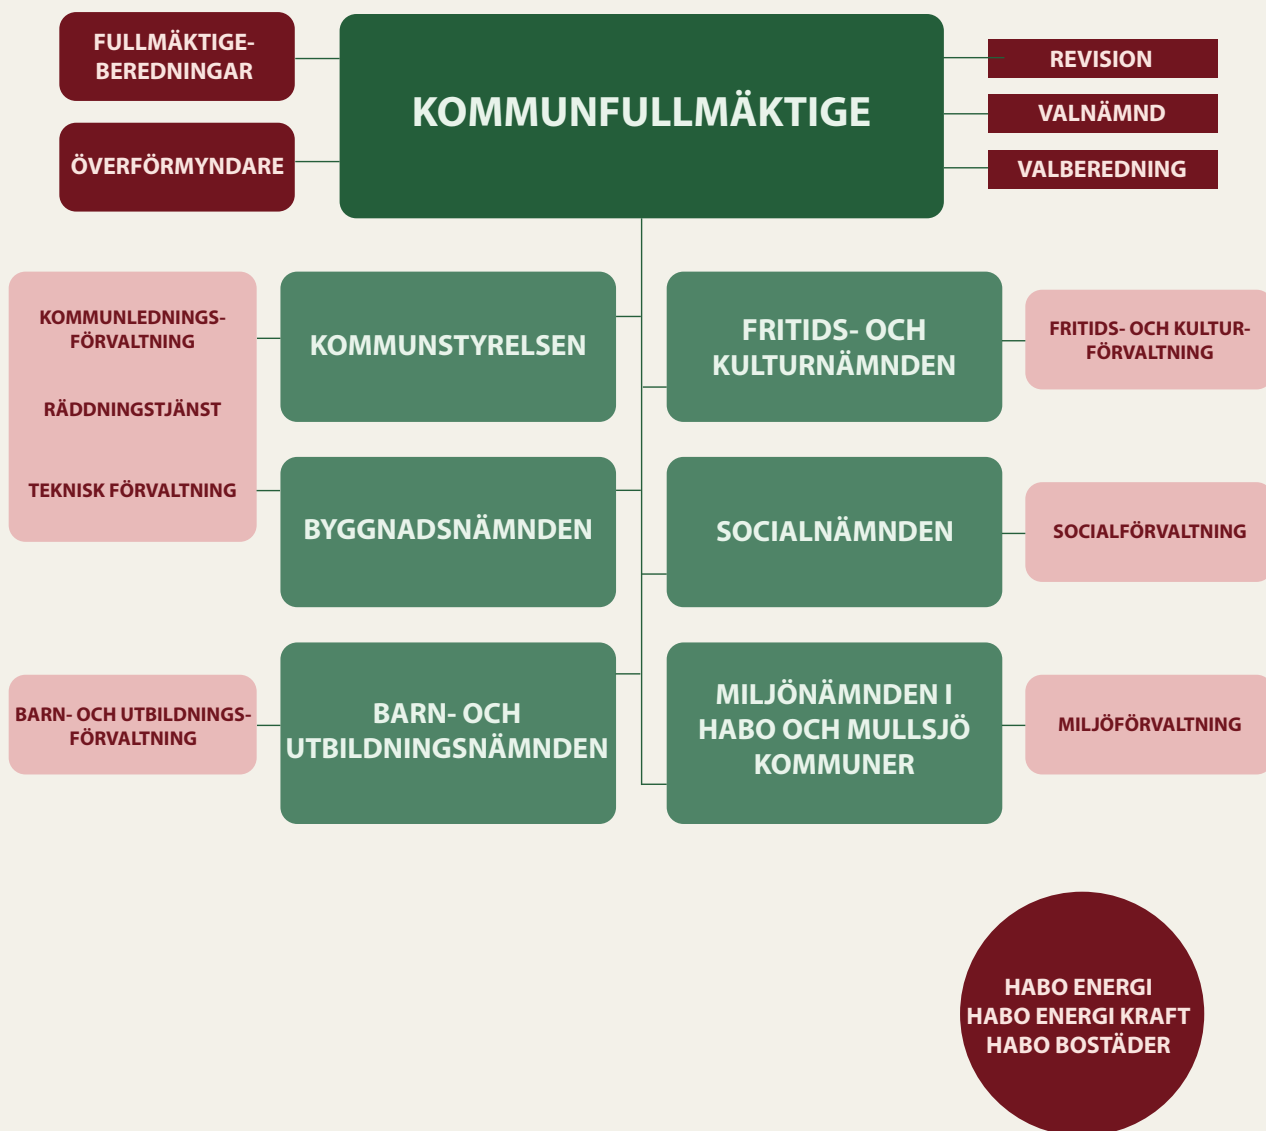 FULLMÄKTIGE-
BEREDNINGAR
ÖVERFÖRMYNDARE
KOMMUNFULLMÄKTIGE
REVISION
VALNÄMND
VALBEREDNING
KOMMUNLEDNINGS-
FÖRVALTNING
RÄDDNINGSTJÄNST
TEKNISK FÖRVALTNING
KOMMUNSTYRELSEN
FRITIDS- OCH
KULTURNÄMNDEN
FRITIDS- OCH KULTUR-
FÖRVALTNING
BYGGNADSNÄMNDEN
SOCIALNÄMNDEN
SOCIALFÖRVALTNING
BARN- OCH UTBILDNINGS-
FÖRVALTNING
BARN- OCH
UTBILDNINGSNÄMNDEN
MILJÖNÄMNDEN I
HABO OCH MULLSJÖ
KOMMUNER
MILJÖFÖRVALTNING
HABO ENERGI
HABO ENERGI KRAFT
HABO BOSTÄDER